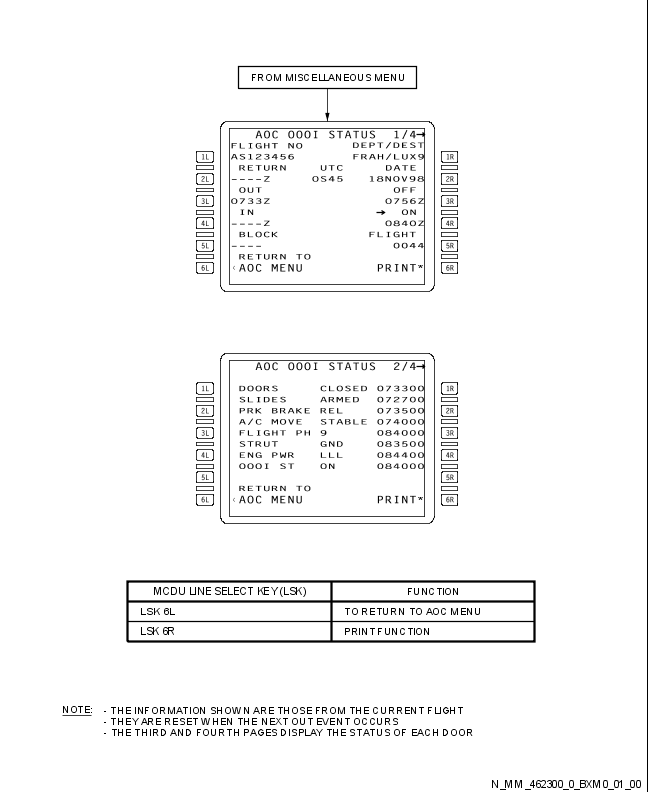 FROM MISCELLANEOUS MENU
AOC OOOI STATUS 1/4→
FLIGHT NO DEPT/DEST
1L AS123456 FRAH/LUX9 1R
RETURN UTC DATE
2L ----Z OS45 18NOV98 2R
OUT OFF
3L 0733Z 0756Z 3R
IN → ON
4L ----Z 0840Z 4R
BLOCK FLIGHT
5L ---- 0044 5R
RETURN TO
6L ‹AOC MENU PRINT* 6R
AOC OOOI STATUS 2/4→
1L DOORS CLOSED 073300 1R
SLIDES ARMED 072700
2L PRK BRAKE REL 073500 2R
A/C MOVE STABLE 074000
3L FLIGHT PH 9 084000 3R
STRUT GND 083500
4L ENG PWR LLL 084400 4R
OOOI ST ON 084000
5L 5R
RETURN TO
6L ‹AOC MENU PRINT* 6R
MCDU LINE SELECT KEY (LSK) FUNCTION
LSK 6L TO RETURN TO AOC MENU
LSK 6R PRINT FUNCTION
NOTE: - THE INFORMATION SHOWN ARE THOSE FROM THE CURRENT FLIGHT
- THEY ARE RESET WHEN THE NEXT OUT EVENT OCCURS
- THE THIRD AND FOURTH PAGES DISPLAY THE STATUS OF EACH DOOR
N_MM_462300_0_BXM0_01_00